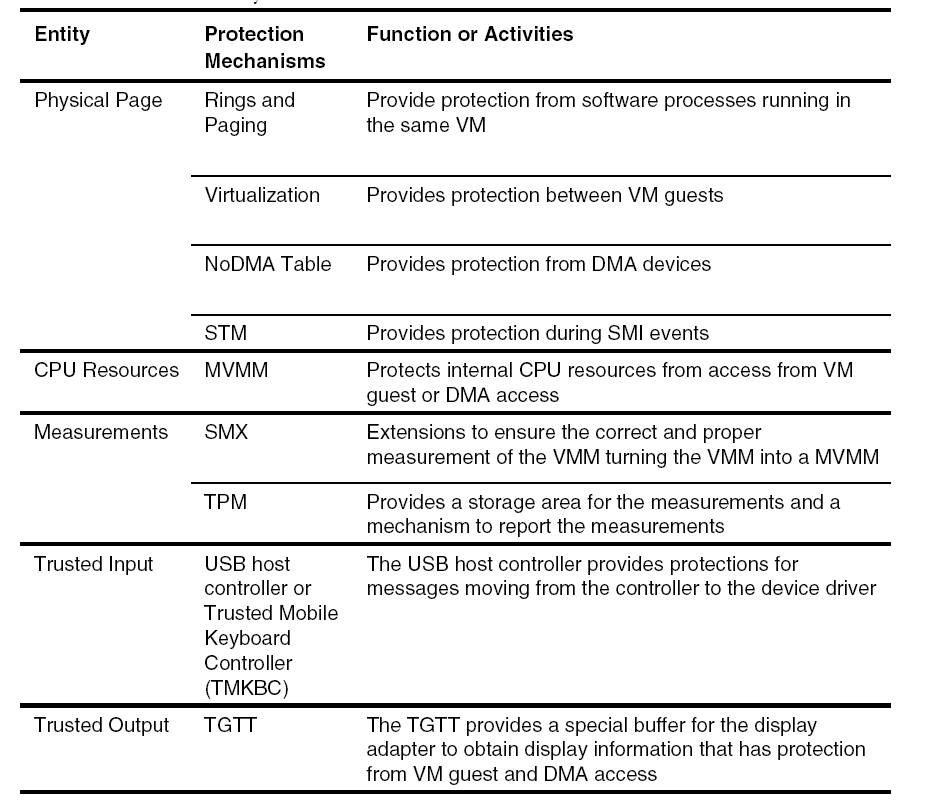 Entity Protection Mechanisms Function or Activities
Physical Page Rings and Paging Provide protection from software processes running in the same VM
Virtualization Provides protection between VM guests
NoDMA Table Provides protection from DMA devices
STM Provides protection during SMI events
CPU Resources MVMM Protects internal CPU resources from access from VM guest or DMA access
Measurements SMX Extensions to ensure the correct and proper measurement of the VMM turning the VMM into a MVMM
TPM Provides a storage area for the measurements and a mechanism to report the measurements
Trusted Input USB host controller or Trusted Mobile Keyboard Controller (TMKBC) The USB host controller provides protections for messages moving from the controller to the device driver
Trusted Output TGTT The TGTT provides a special buffer for the display adapter to obtain display information that has protection from VM guest and DMA access